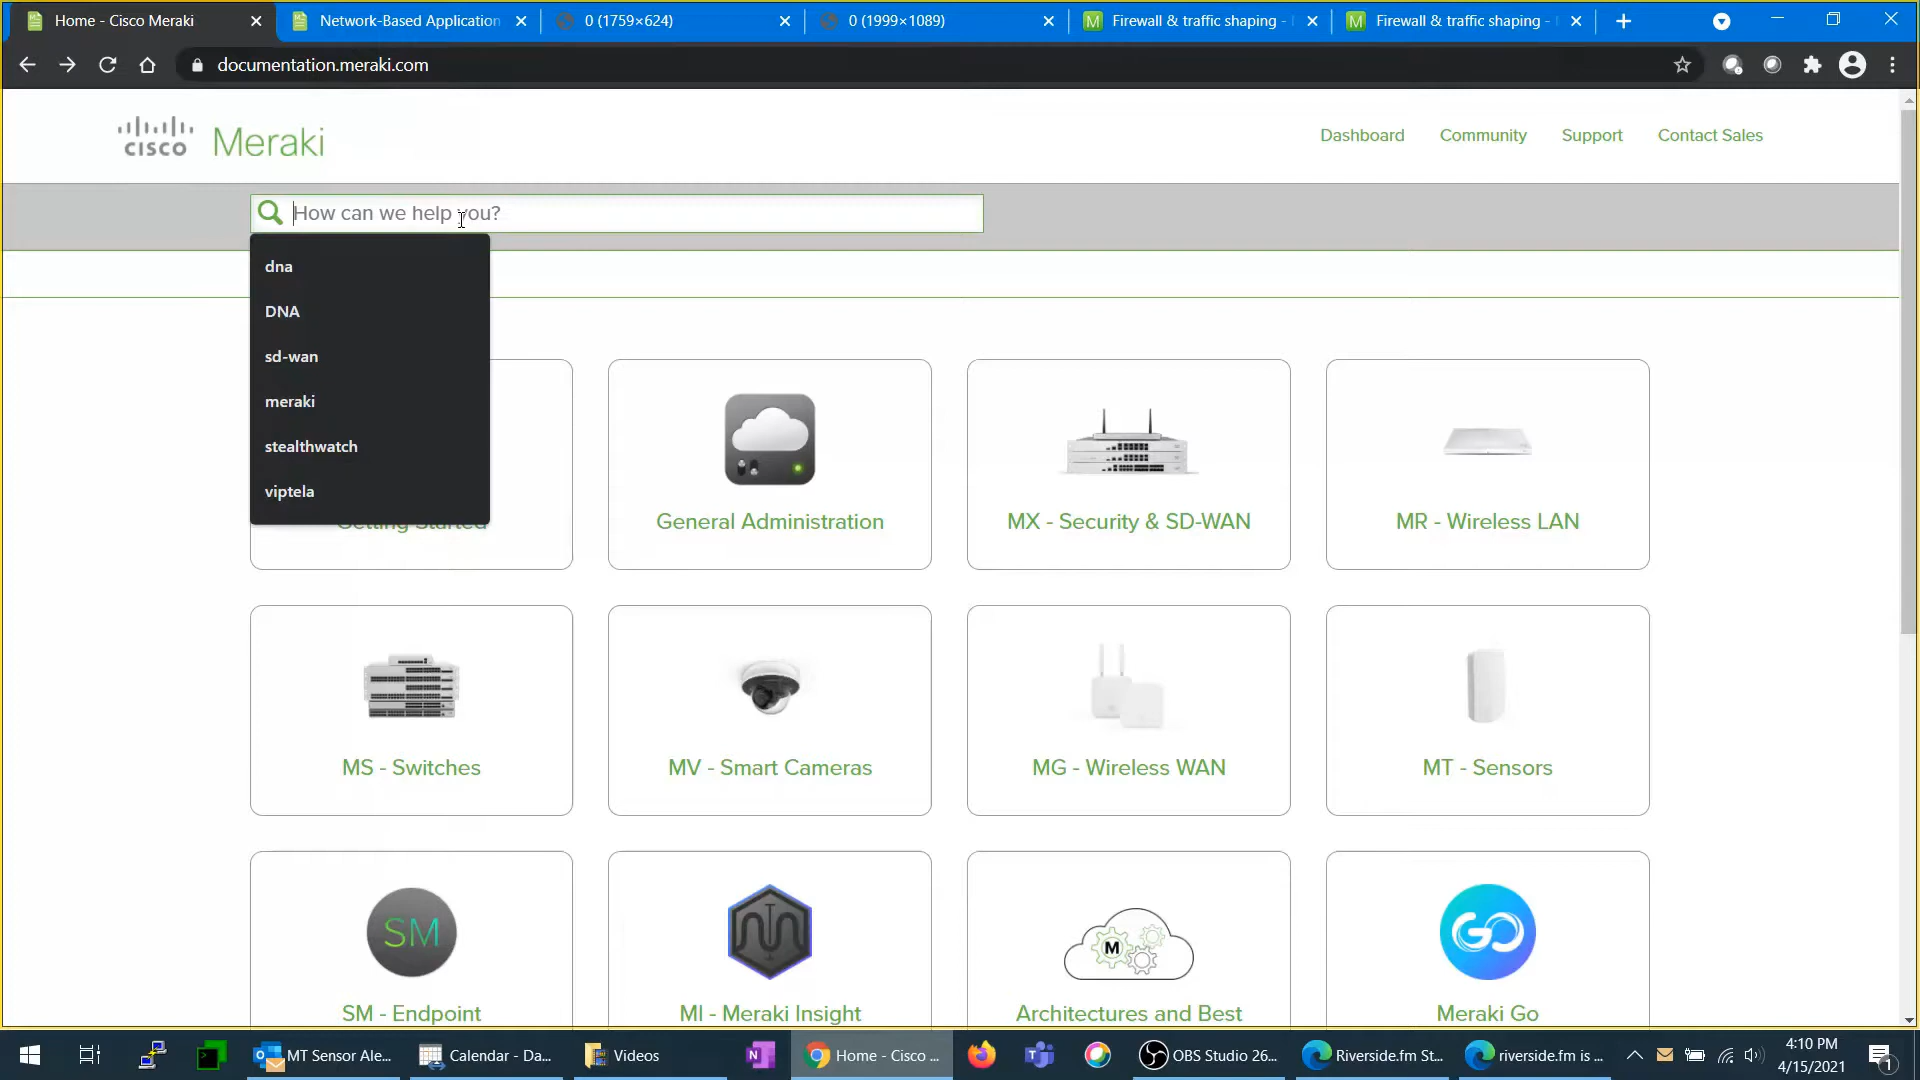 Home - Cisco Meraki
Network-Based Application
0 (1759×624)
0 (1999×1089)
Firewall & traffic shaping -
Firewall & traffic shaping -
documentation.meraki.com
CISCO Meraki
Dashboard
Community
Support
Contact Sales
How can we help you?
dna
DNA
sd-wan
meraki
stealthwatch
viptela
Getting Started
General Administration
MX - Security & SD-WAN
MR - Wireless LAN
MS - Switches
MV - Smart Cameras
MG - Wireless WAN
MT - Sensors
SM
M
GO
SM - Endpoint
MI - Meraki Insight
Architectures and Best
Meraki Go
MT Sensor Ale...
Calendar - Da...
Videos
Home - Cisco ...
OBS Studio 26...
Riverside.fm St...
riverside.fm is ...
4:10 PM
4/15/2021
1